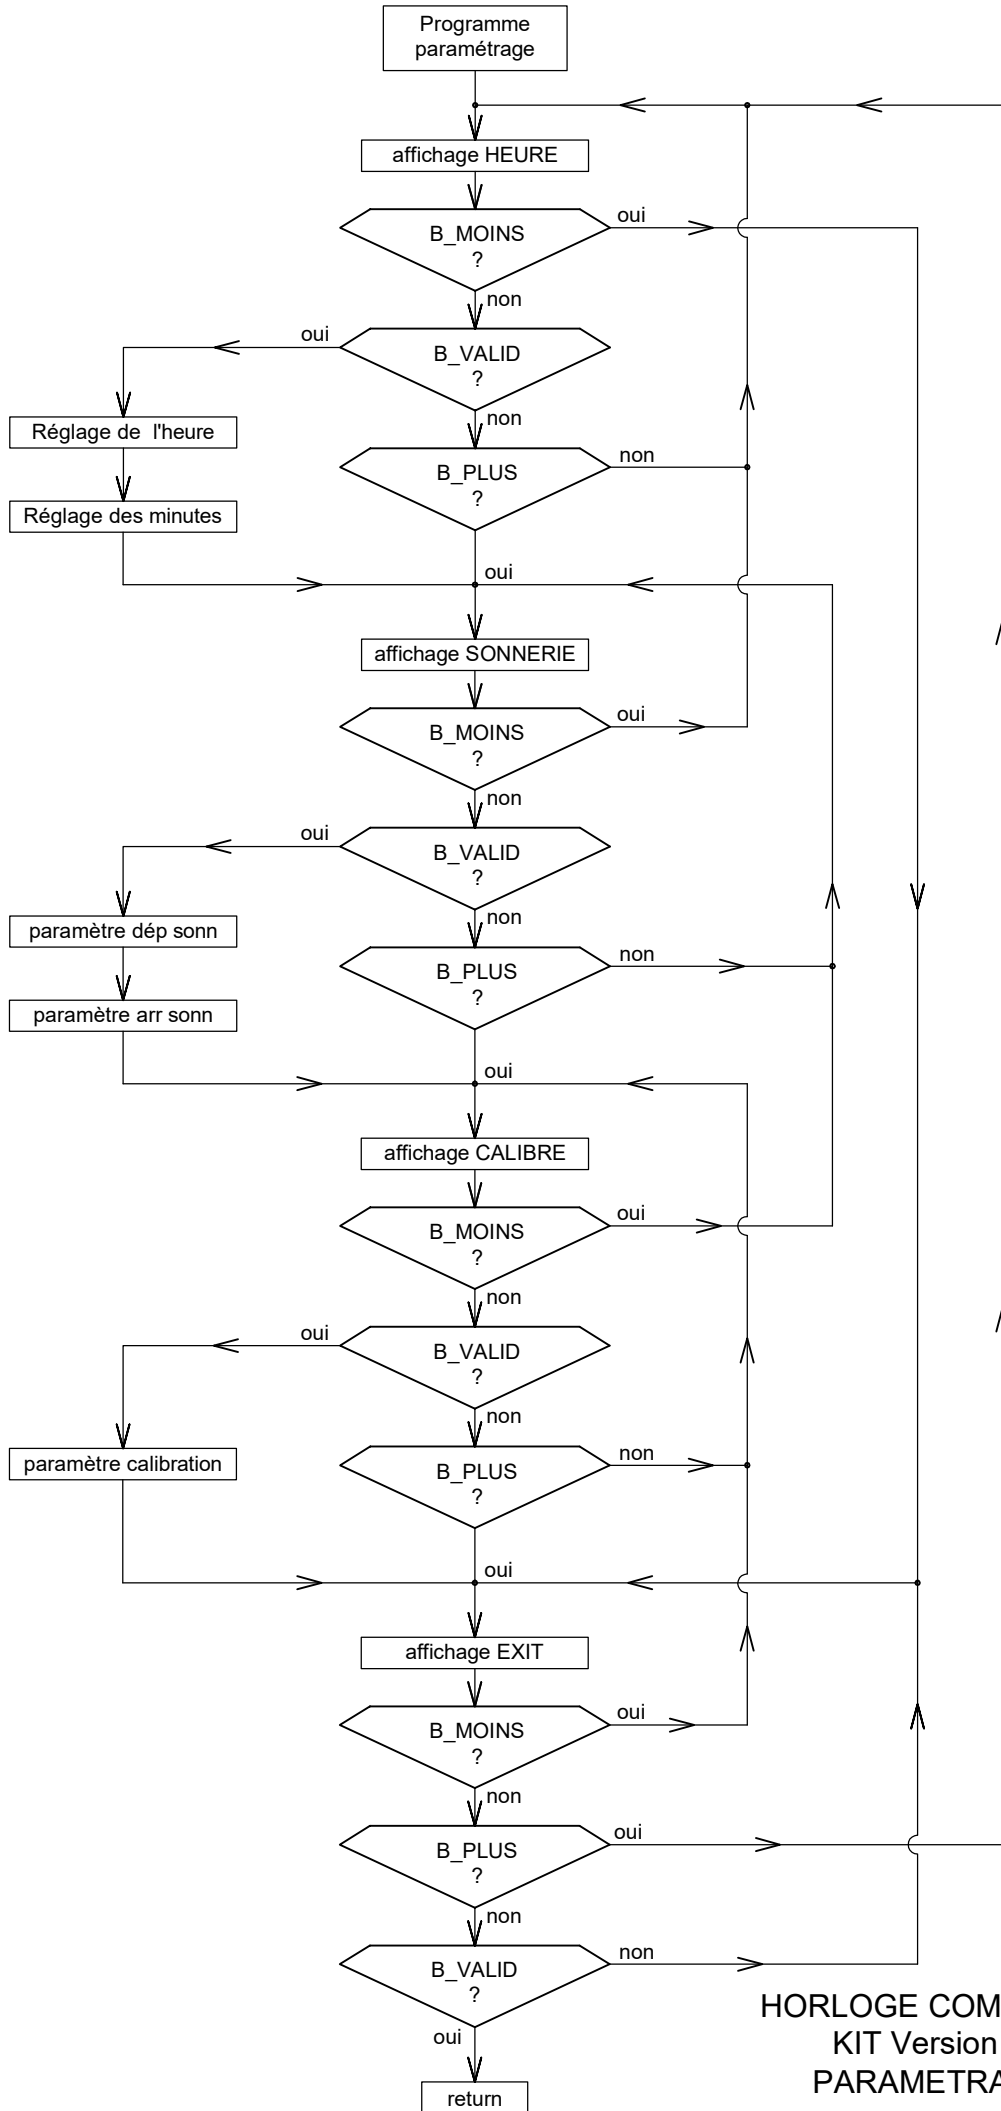 Programme
paramétrage
affichage HEURE
B_MOINS
?
oui
non
B_VALID
?
oui
non
Réglage de l'heure
B_PLUS
?
non
Réglage des minutes
oui
affichage SONNERIE
B_MOINS
?
oui
non
B_VALID
?
oui
non
paramètre dép sonn
B_PLUS
?
non
paramètre arr sonn
oui
affichage CALIBRE
B_MOINS
?
oui
non
B_VALID
?
oui
non
paramètre calibration
B_PLUS
?
non
oui
affichage EXIT
B_MOINS
?
oui
non
B_PLUS
?
oui
non
B_VALID
?
non
oui
return
HORLOGE COM
KIT Version
PARAMETRA